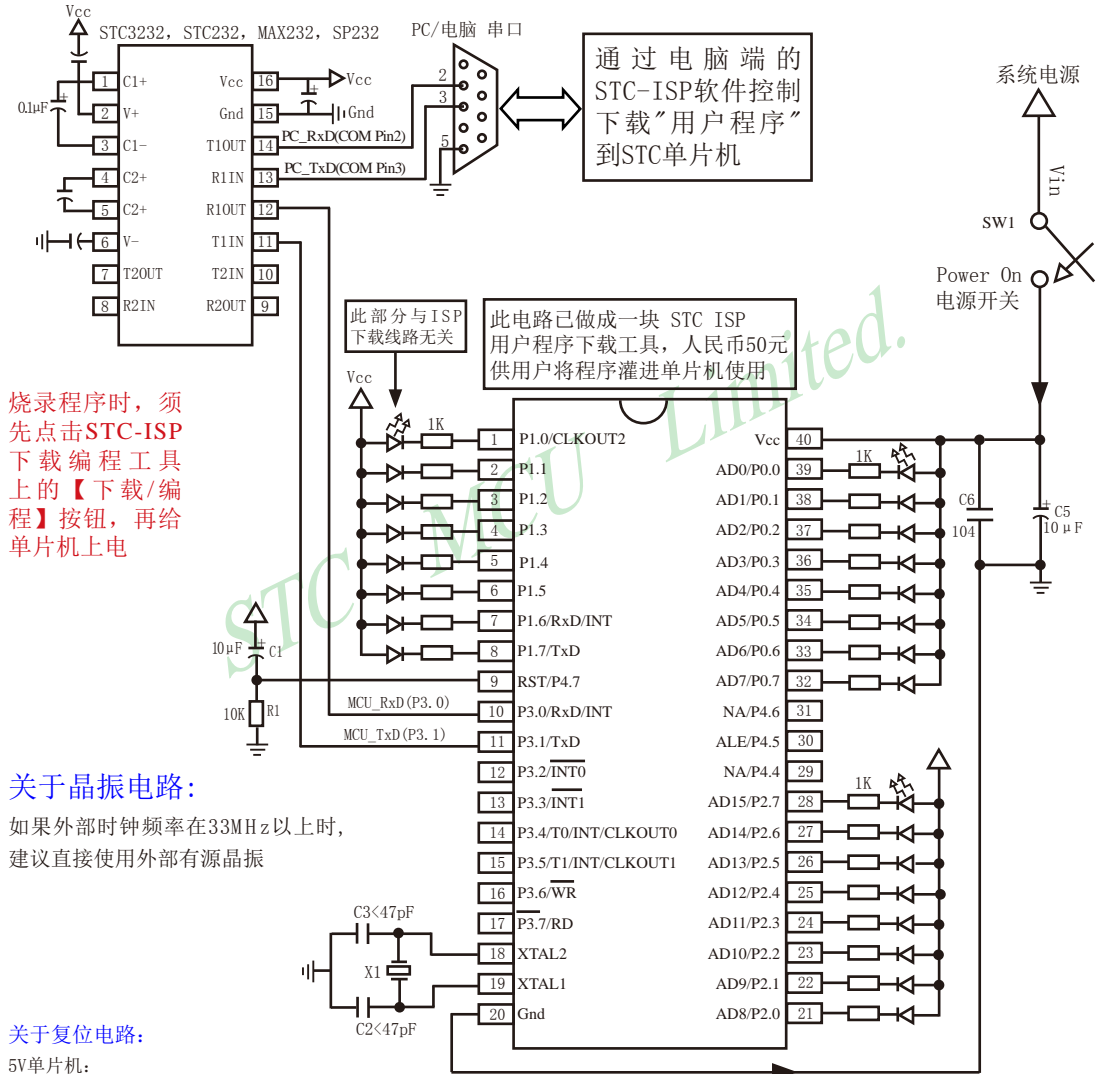 Vcc
STC3232, STC232, MAX232, SP232
PC/电脑 串口
通过电脑端的
STC-ISP软件控制
下载"用户程序"
到STC单片机
系统电源
Vin
SW1
Power On
电源开关
0.1μF
+
1 C1+
2 V+
3 C1-
4 C2+
5 C2+
6 V-
7 T2OUT
8 R2IN
Vcc 16
Gnd 15
T1OUT 14
R1IN 13
R1OUT 12
T1IN 11
T2IN 10
R2OUT 9
Vcc
+
Gnd
PC_RxD(COM Pin2)
PC_TxD(COM Pin3)
2
3
5
此部分与ISP
下载线路无关
此电路已做成一块 STC ISP
用户程序下载工具，人民币50元
供用户将程序灌进单片机使用
烧录程序时，须
先点击STC-ISP
下载编程工具
上的【下载/编
程】按钮，再给
单片机上电
Vcc
1K
1 P1.0/CLKOUT2
2 P1.1
3 P1.2
4 P1.3
5 P1.4
6 P1.5
7 P1.6/RxD/INT
8 P1.7/TxD
9 RST/P4.7
10 P3.0/RxD/INT
11 P3.1/TxD
12 P3.2/INT0
13 P3.3/INT1
14 P3.4/T0/INT/CLKOUT0
15 P3.5/T1/INT/CLKOUT1
16 P3.6/WR
17 P3.7/RD
18 XTAL2
19 XTAL1
20 Gnd
Vcc 40
AD0/P0.0 39
AD1/P0.1 38
AD2/P0.2 37
AD3/P0.3 36
AD4/P0.4 35
AD5/P0.5 34
AD6/P0.6 33
AD7/P0.7 32
NA/P4.6 31
ALE/P4.5 30
NA/P4.4 29
AD15/P2.7 28
AD14/P2.6 27
AD13/P2.5 26
AD12/P2.4 25
AD11/P2.3 24
AD10/P2.2 23
AD9/P2.1 22
AD8/P2.0 21
1K
1K
C6
104
+
C5
10μF
10μF
+
C1
10K
R1
MCU_RxD(P3.0)
MCU_TxD(P3.1)
STC MCU Limited.
关于晶振电路:
如果外部时钟频率在33MHz以上时,
建议直接使用外部有源晶振
C3<47pF
X1
C2<47pF
关于复位电路:
5V单片机: